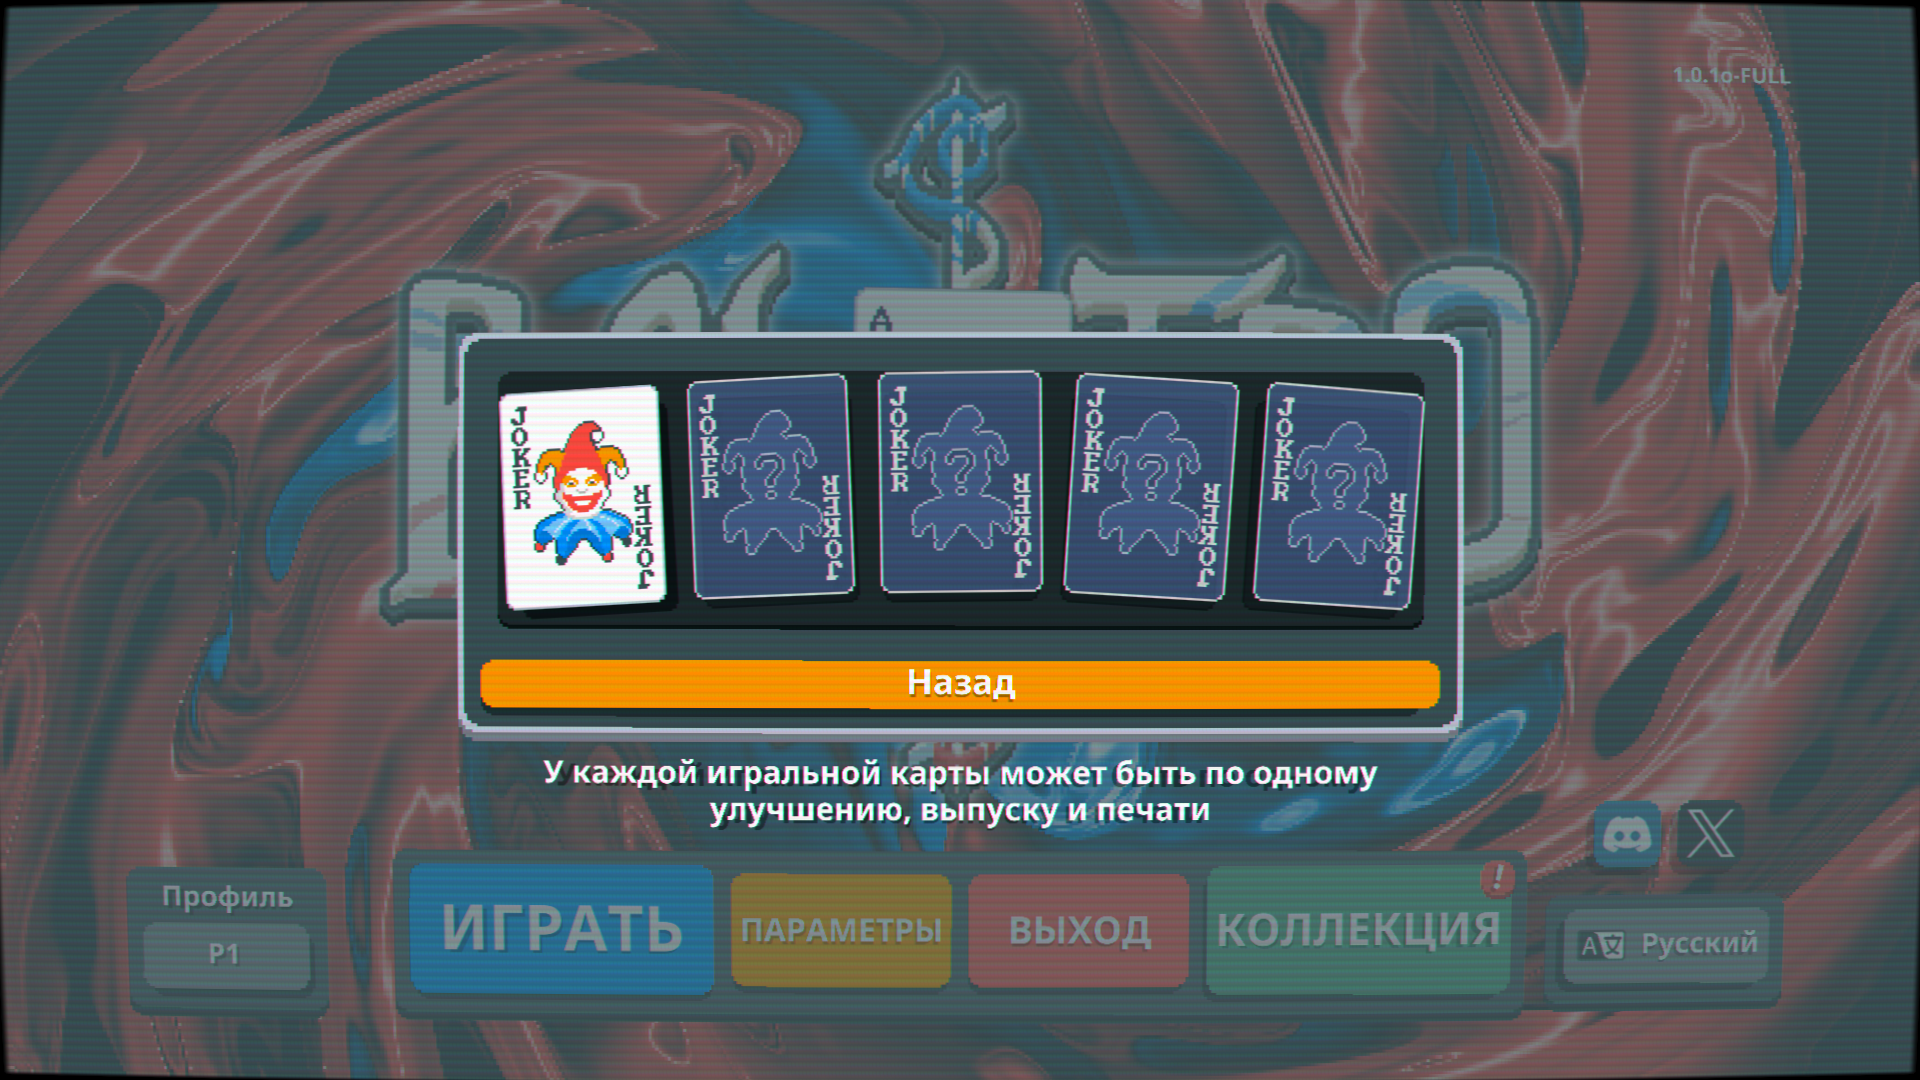 1.0.1o-FULL
BALATRO
A
JOKER
JOKER
JOKER
JOKER
JOKER
JOKER
JOKER
JOKER
JOKER
JOKER
Назад
У каждой игральной карты может быть по одному
улучшению, выпуску и печати
Профиль
P1
ИГРАТЬ
ПАРАМЕТРЫ
ВЫХОД
КОЛЛЕКЦИЯ
!
Русский